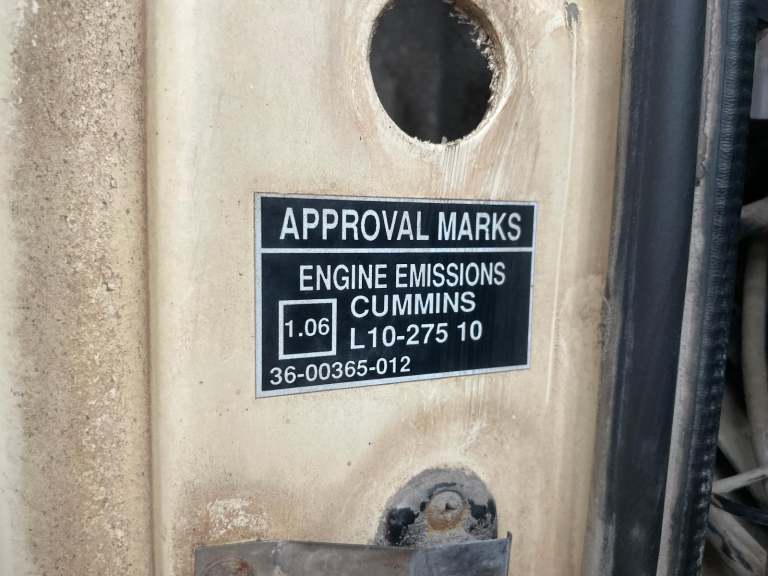 APPROVAL MARKS
ENGINE EMISSIONS
CUMMINS
1.06
L10-275 10
36-00365-012